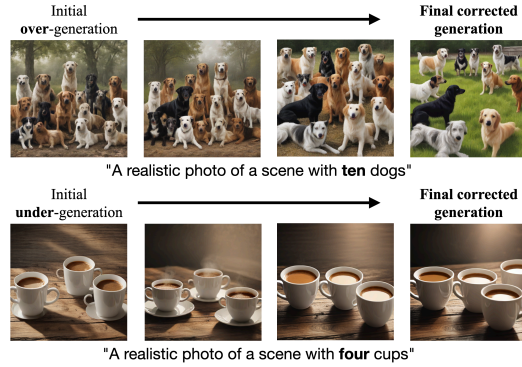 Initial
over-generation
Final corrected
generation
"A realistic photo of a scene with ten dogs"
Initial
under-generation
Final corrected
generation
"A realistic photo of a scene with four cups"